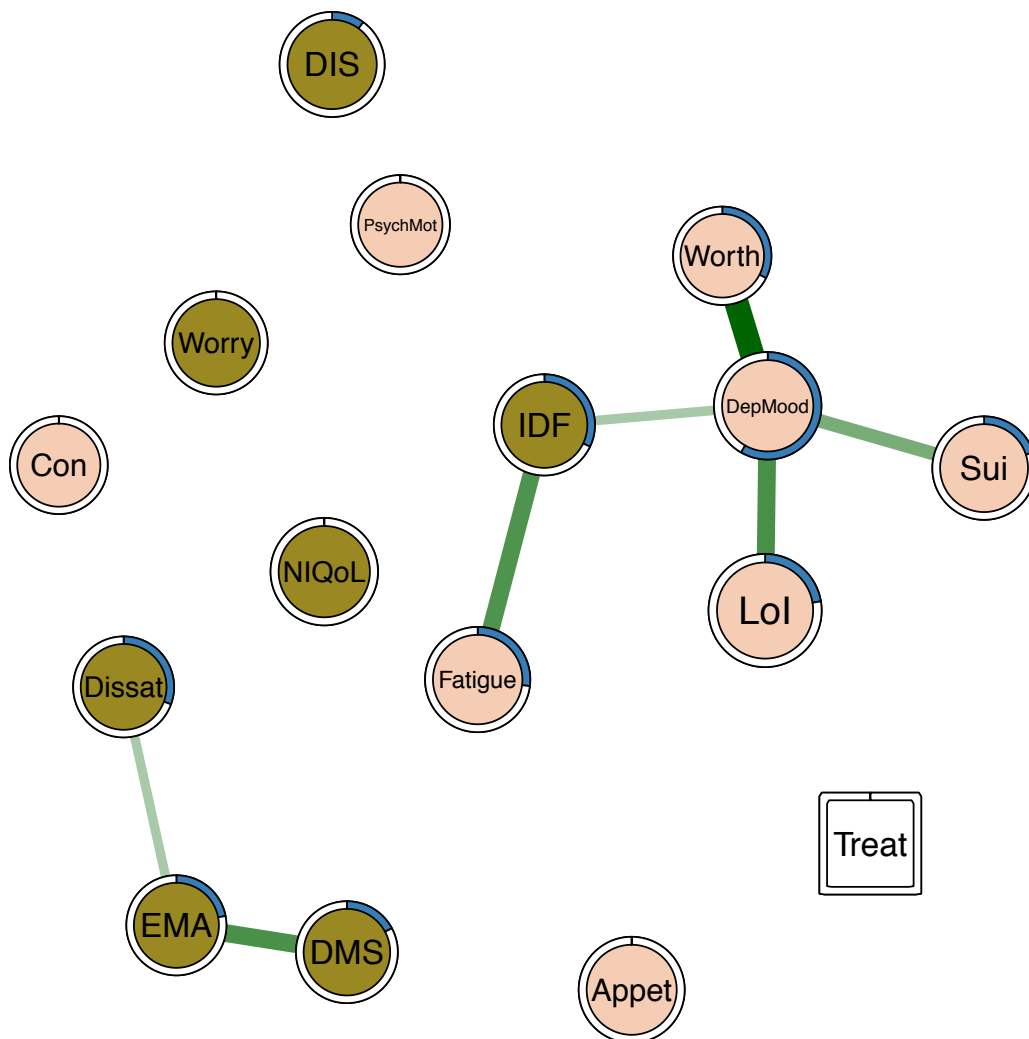 DIS
PsychMot
Worth
Worry
DepMood
IDF
Con
Sui
NIQoL
LoI
Fatigue
Dissat
Treat
EMA
DMS
Appet